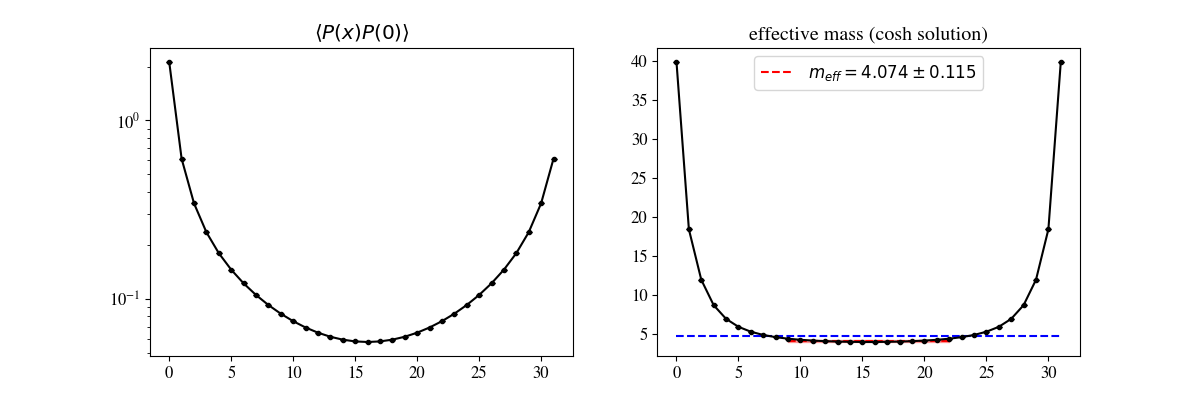 ⟨P(x)P(0)⟩
10⁰
10⁻¹
0 5 10 15 20 25 30
effective mass (cosh solution)
m_eff = 4.074 ± 0.115
40
35
30
25
20
15
10
5
0 5 10 15 20 25 30